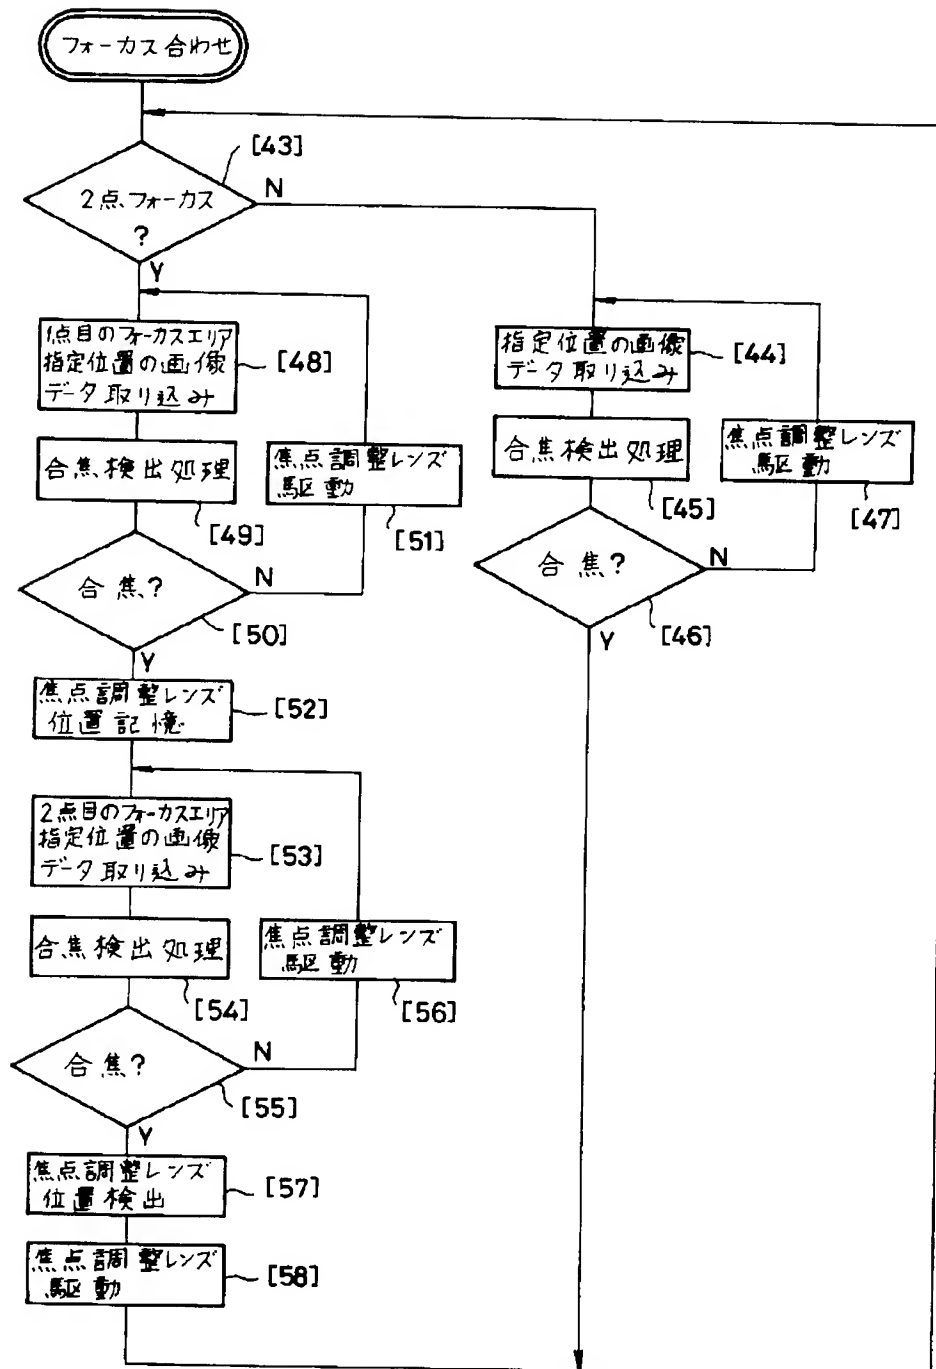 フォーカス合わせ
[43]
2点フォーカス
?
N
Y
1点目のフォーカスエリア
指定位置の画像
データ取り込み
[48]
合焦検出処理
[49]
焦点調整レンズ
駆動
[51]
合焦?
N
[50]
Y
焦点調整レンズ
位置記憶
[52]
2点目のフォーカスエリア
指定位置の画像
データ取り込み
[53]
合焦検出処理
[54]
焦点調整レンズ
駆動
[56]
合焦?
N
[55]
Y
焦点調整レンズ
位置検出
[57]
焦点調整レンズ
駆動
[58]
指定位置の画像
データ取り込み
[44]
合焦検出処理
[45]
焦点調整レンズ
駆動
[47]
合焦?
N
[46]
Y